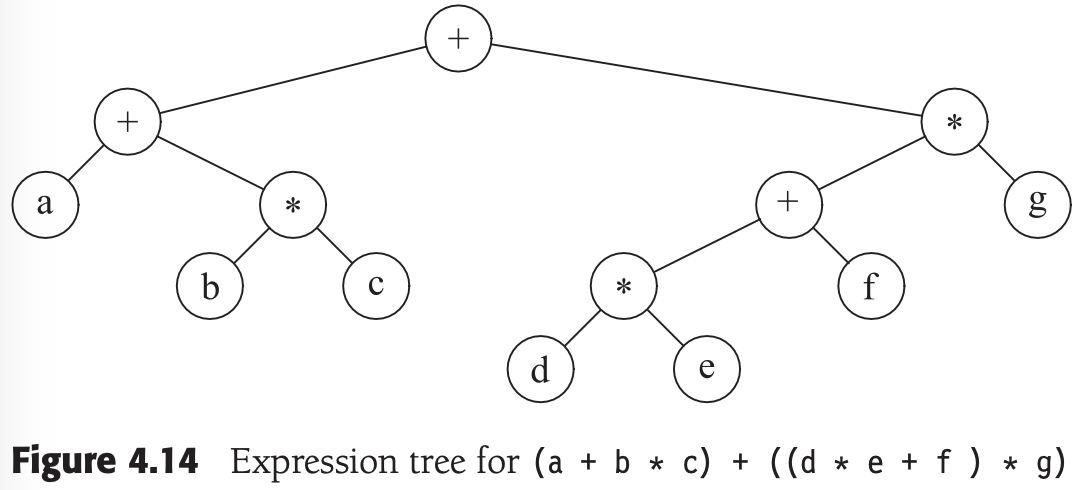 +
+ *
a * + g
b c * f
d e
Figure 4.14 Expression tree for (a + b * c) + ((d * e + f ) * g)